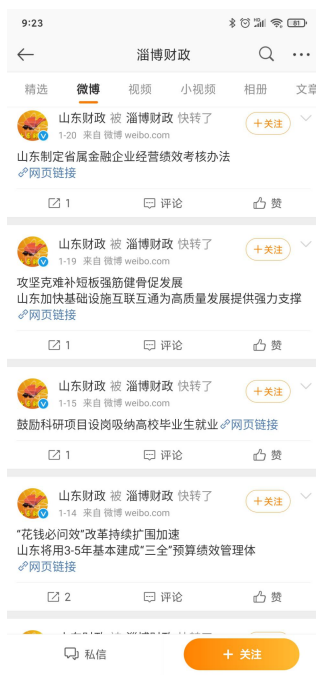 9:23
81
淄博财政
精选 微博 视频 小视频 相册 文章
山东财政 被 淄博财政 快转了
+关注
1-20 来自 微博 weibo.com
山东制定省属金融企业经营绩效考核办法
网页链接
1 评论 赞
山东财政 被 淄博财政 快转了
+关注
1-19 来自 微博 weibo.com
攻坚克难补短板强筋健骨促发展
山东加快基础设施互联互通为高质量发展提供强力支撑
网页链接
1 评论 赞
山东财政 被 淄博财政 快转了
+关注
1-15 来自 微博 weibo.com
鼓励科研项目设岗吸纳高校毕业生就业 网页链接
1 评论 赞
山东财政 被 淄博财政 快转了
+关注
1-14 来自 微博 weibo.com
“花钱必问效”改革持续扩围加速
山东将用3-5年基本建成“三全”预算绩效管理体
网页链接
2 评论 赞
私信 + 关注